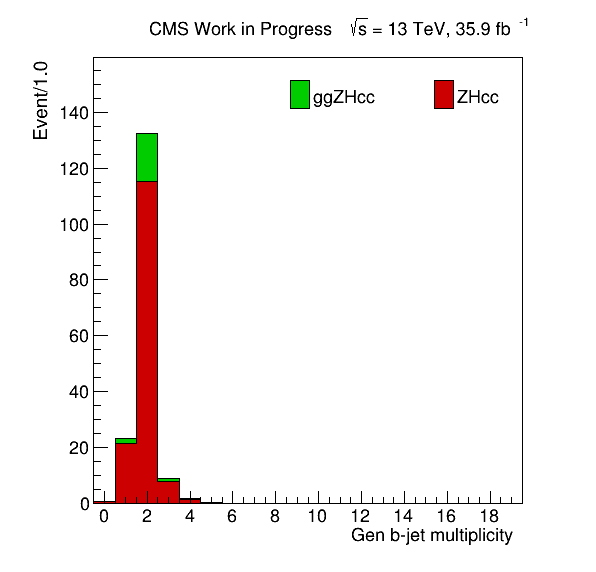 CMS Work in Progress √s = 13 TeV, 35.9 fb -1
Event/1.0
ggZHcc
ZHcc
140
120
100
80
60
40
20
0
0 2 4 6 8 10 12 14 16 18
Gen b-jet multiplicity